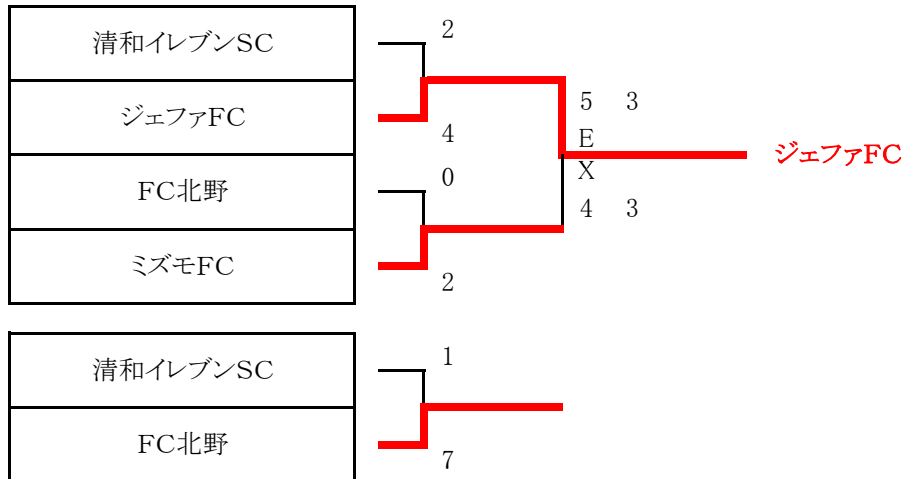 清和イレブンSC
2
ジェファFC
4
5 3
E
X
4 3
ジェファFC
FC北野
0
ミズモFC
2
清和イレブンSC
1
FC北野
7